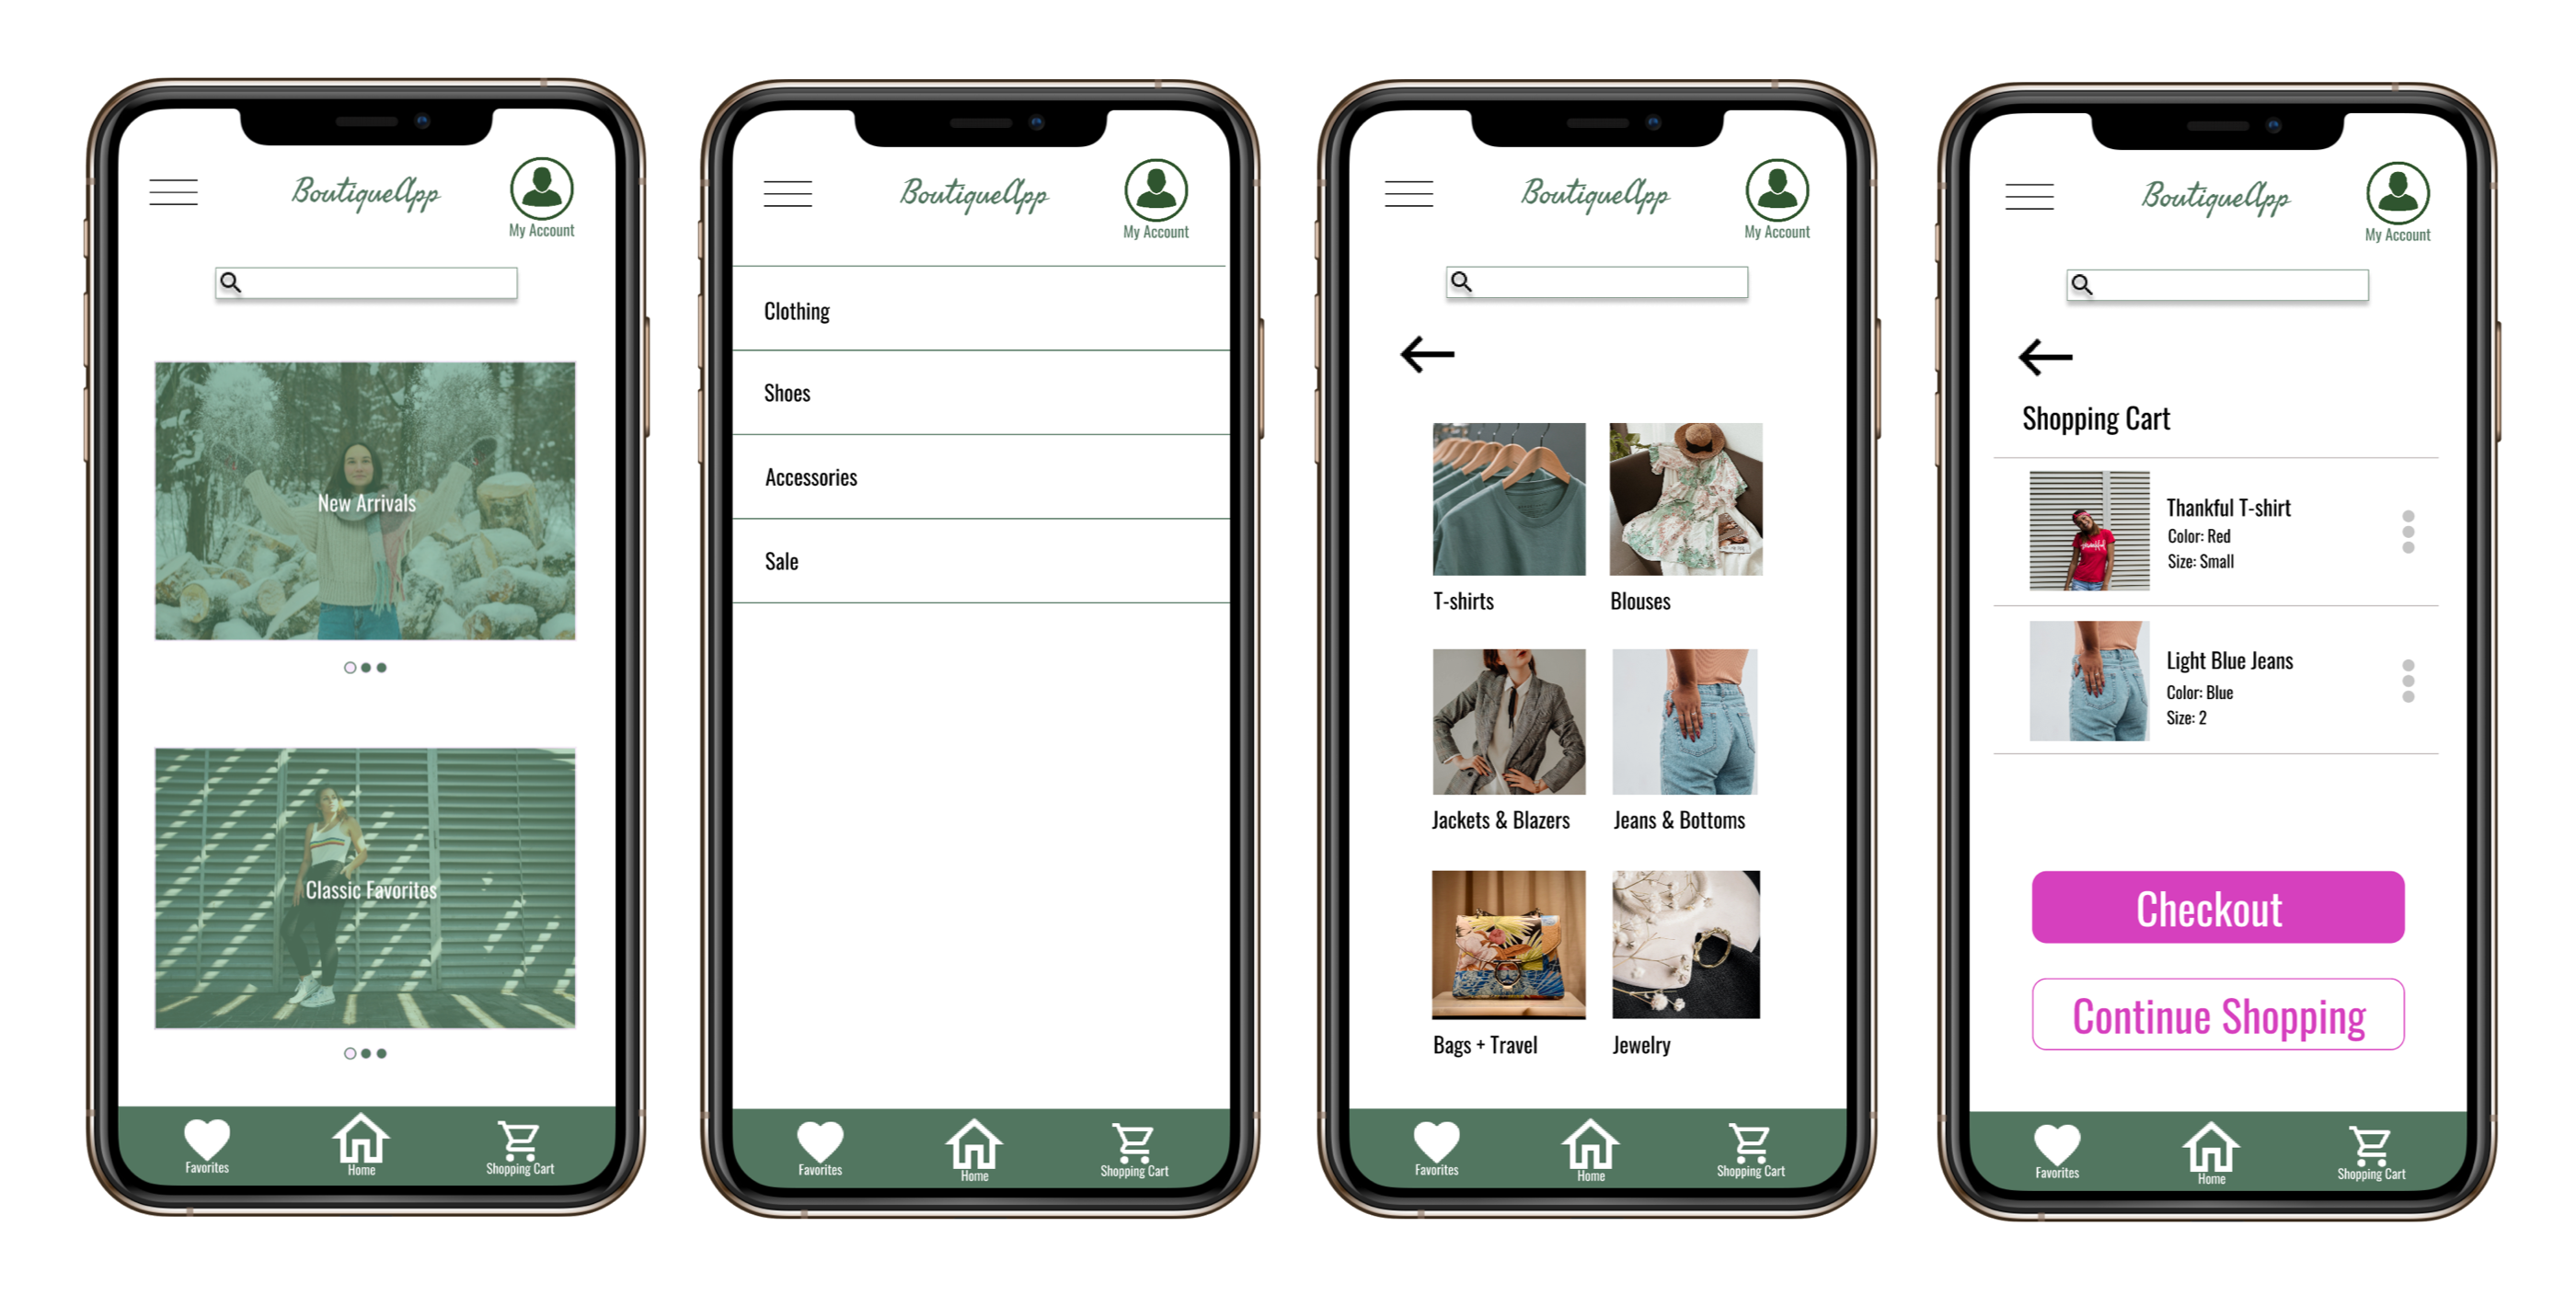 BoutiqueApp
My Account
New Arrivals
Classic Favorites
Favorites
Home
Shopping Cart
BoutiqueApp
My Account
Clothing
Shoes
Accessories
Sale
Favorites
Home
Shopping Cart
BoutiqueApp
My Account
T-shirts
Blouses
Jackets & Blazers
Jeans & Bottoms
Bags + Travel
Jewelry
Favorites
Home
Shopping Cart
BoutiqueApp
My Account
Shopping Cart
Thankful T-shirt
Color: Red
Size: Small
Light Blue Jeans
Color: Blue
Size: 2
Checkout
Continue Shopping
Favorites
Home
Shopping Cart